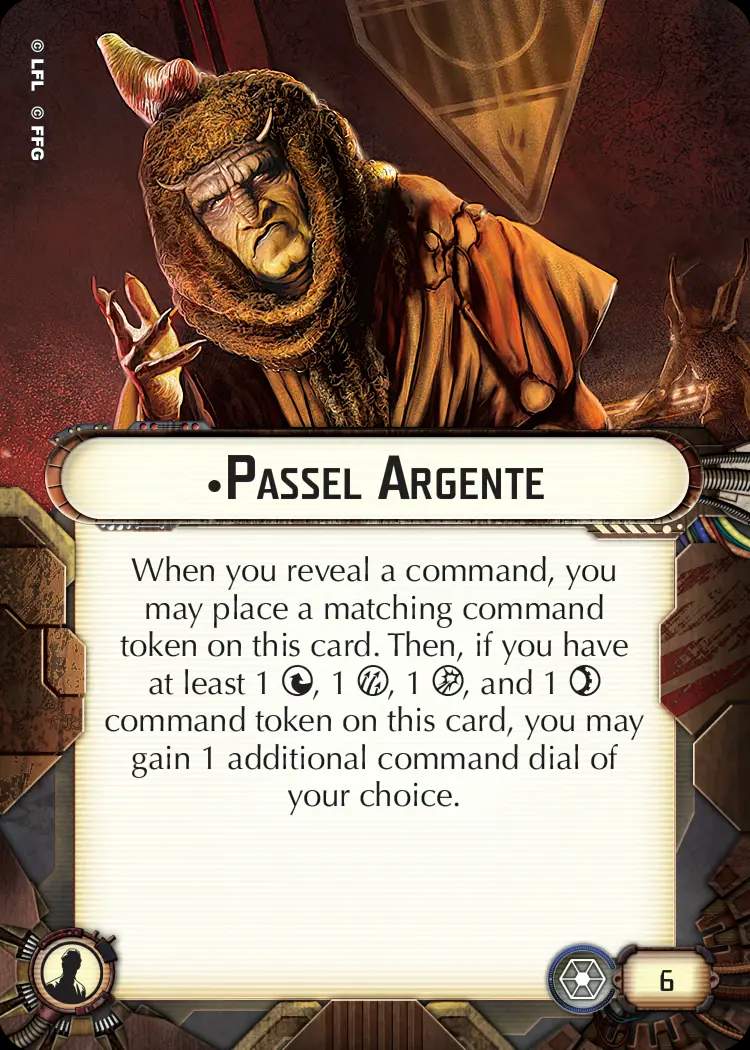 © LFL © FFG
•Passel Argente
When you reveal a command, you
may place a matching command
token on this card. Then, if you have
at least 1 , 1 , 1 , and 1
command token on this card, you may
gain 1 additional command dial of
your choice.
6